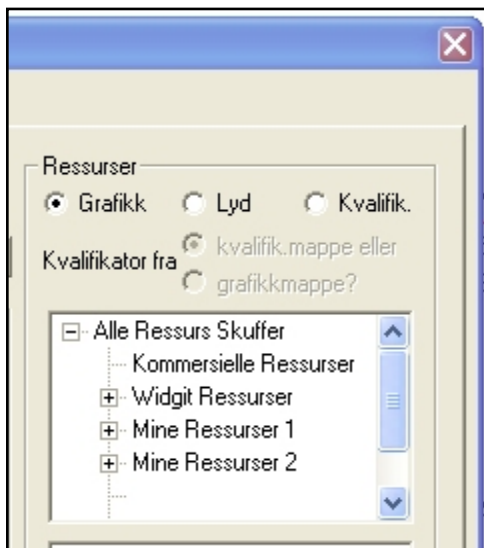 Ressurser
Grafikk Lyd Kvalifik.
Kvalifikator fra kvalifik.mappe eller
grafikkmappe?
Alle Ressurs Skuffer
Kommersielle Ressurser
Widgit Ressurser
Mine Ressurser 1
Mine Ressurser 2